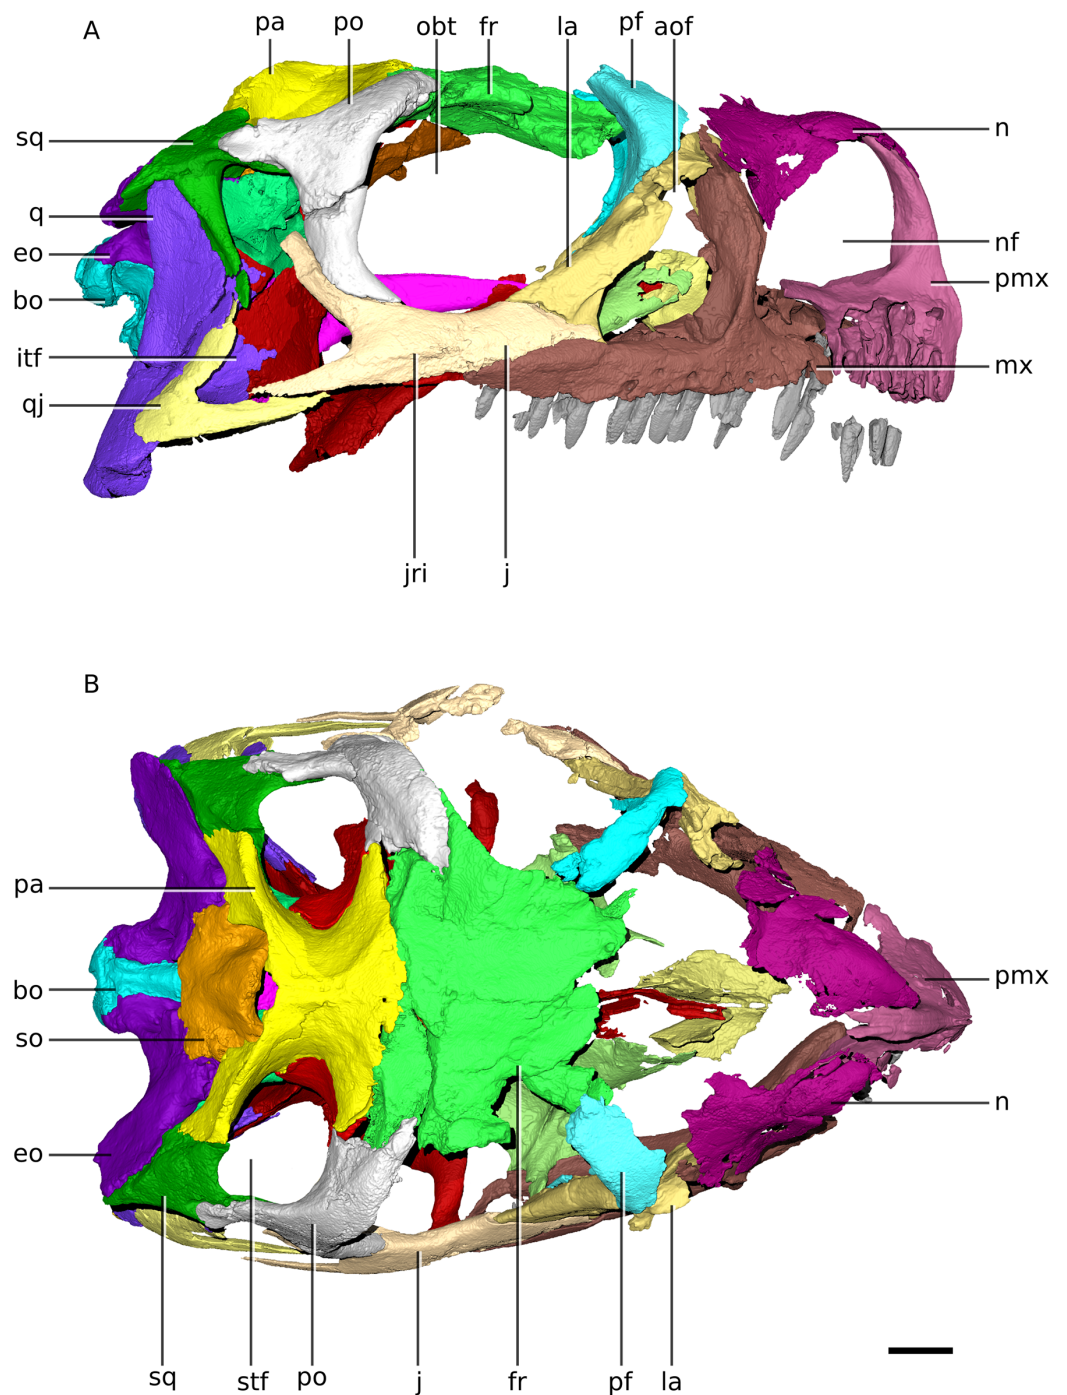 A
pa po obt fr la pf aof
sq
n
q
eo
nf
bo
pmx
itf
mx
qj
jri j
B
pa
bo
pmx
so
n
eo
sq stf po j fr pf la